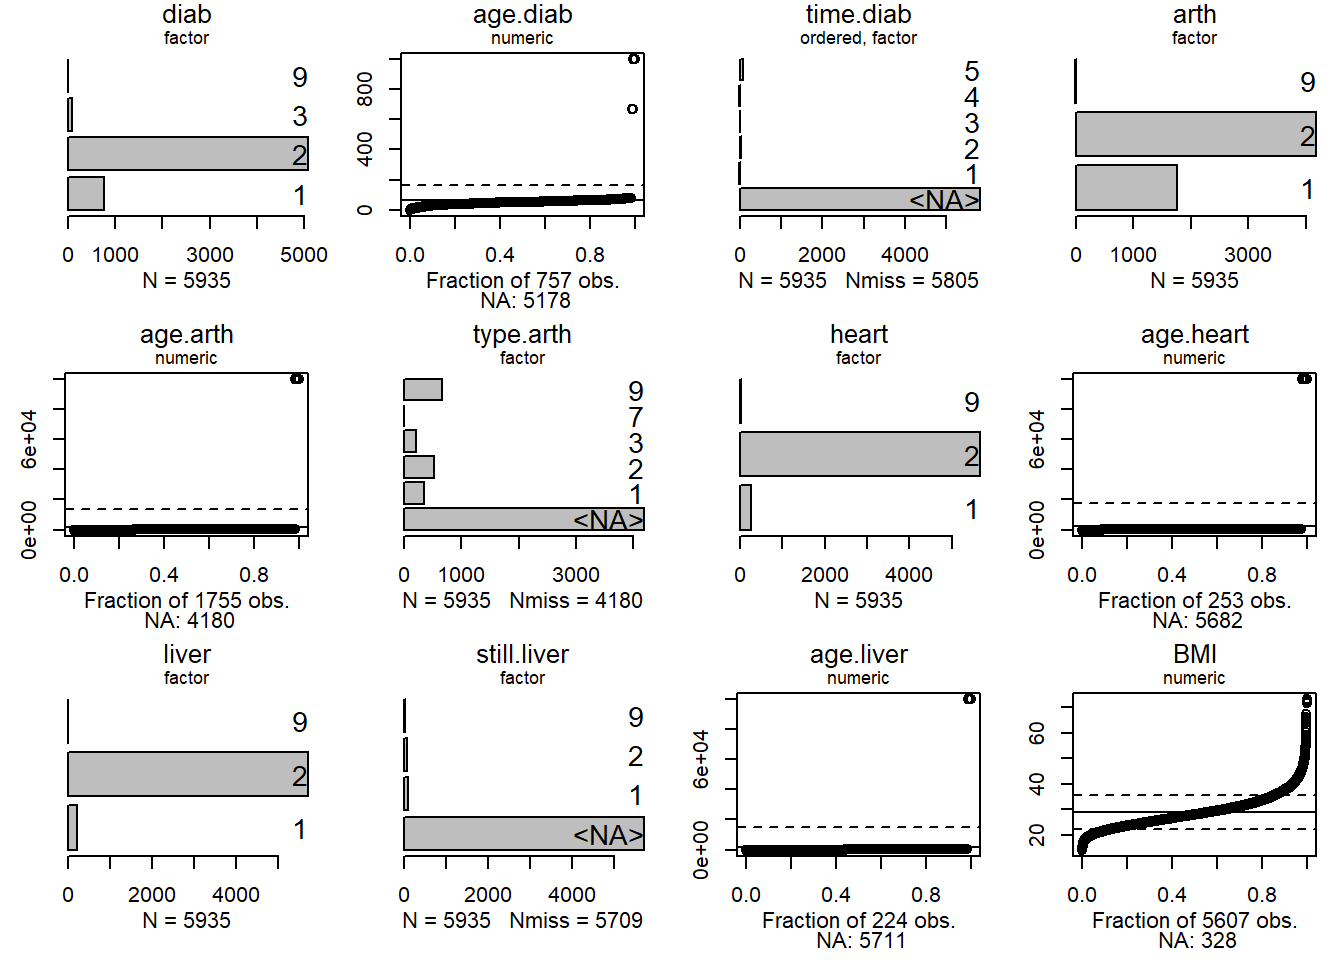 diab
factor
9
3
2
1
0 1000 3000 5000
N = 5935
age.diab
numeric
800
400
0
0.0 0.4 0.8
Fraction of 757 obs.
NA: 5178
time.diab
ordered, factor
5
4
3
2
1
<NA>
0 2000 4000
N = 5935 Nmiss = 5805
arth
factor
9
2
1
0 1000 3000
N = 5935
age.arth
numeric
6e+04
0e+00
0.0 0.4 0.8
Fraction of 1755 obs.
NA: 4180
type.arth
factor
9
7
3
2
1
<NA>
0 1000 3000
N = 5935 Nmiss = 4180
heart
factor
9
2
1
0 2000 4000
N = 5935
age.heart
numeric
6e+04
0e+00
0.0 0.4 0.8
Fraction of 253 obs.
NA: 5682
liver
factor
9
2
1
0 2000 4000
N = 5935
still.liver
factor
9
2
1
<NA>
0 2000 4000
N = 5935 Nmiss = 5709
age.liver
numeric
6e+04
0e+00
0.0 0.4 0.8
Fraction of 224 obs.
NA: 5711
BMI
numeric
60
40
20
0.0 0.4 0.8
Fraction of 5607 obs.
NA: 328